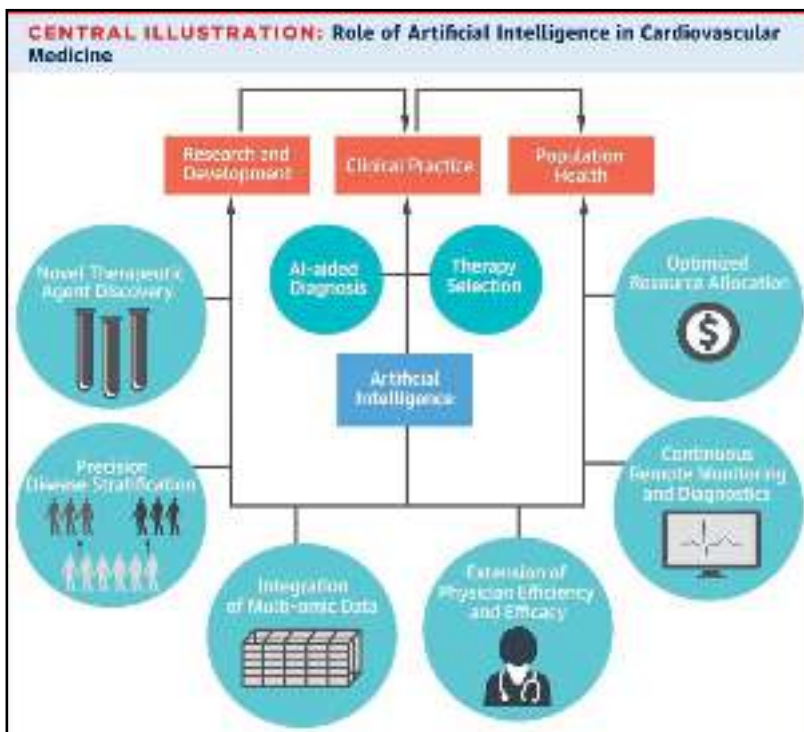 CENTRAL ILLUSTRATION: Role of Artificial Intelligence in Cardiovascular
Medicine
Research and
Development
Clinical Practice
Population
Health
Novel Therapeutic
Agent Discovery
AI-aided
Diagnosis
Therapy
Selection
Optimized
Resource Allocation
$
Artificial
Intelligence
Precision
Disease Stratification
Continuous
Remote Monitoring
and Diagnostics
Integration
of Multi-omic Data
Extension of
Physician Efficiency
and Efficacy